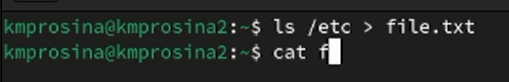 kmprosina@kmprosina2:~$ ls /etc > file.txt
kmprosina@kmprosina2:~$ cat f